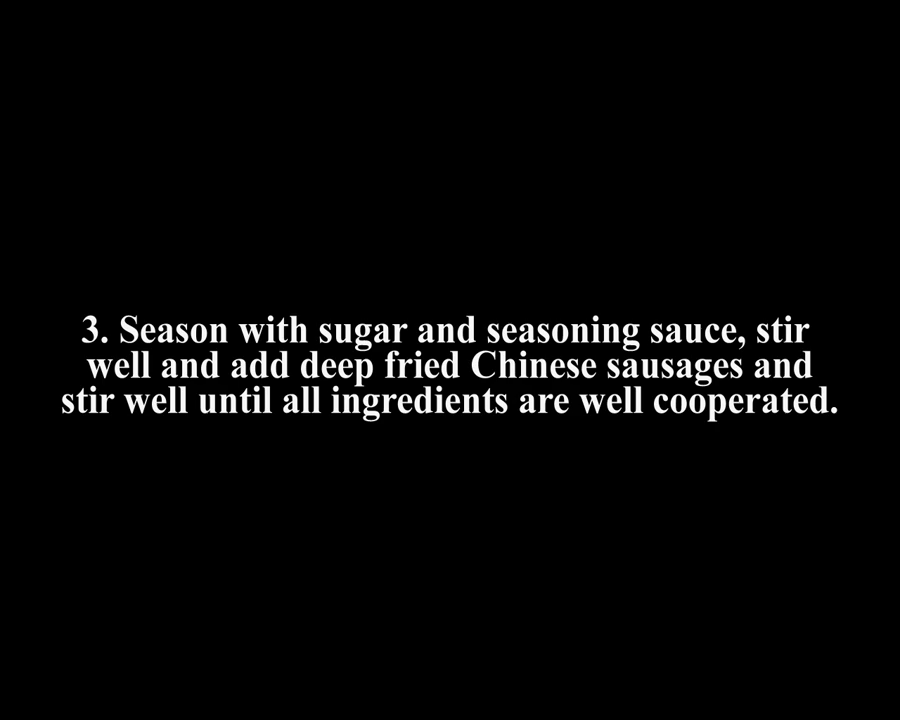 3. Season with sugar and seasoning sauce, stir
well and add deep fried Chinese sausages and
stir well until all ingredients are well cooperated.